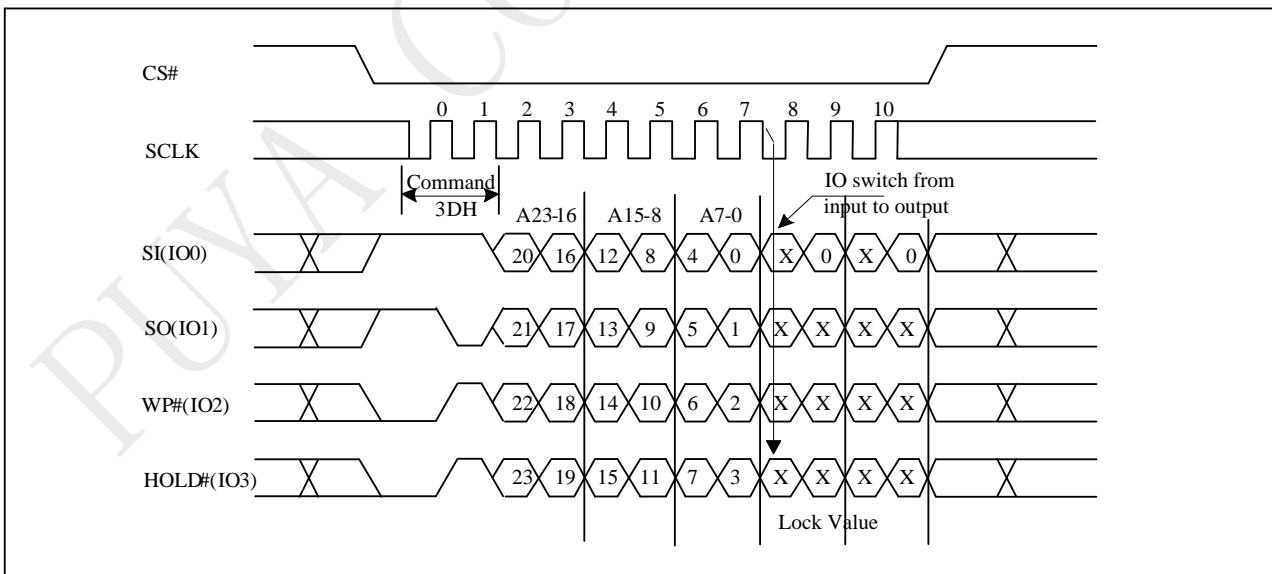 PUYA CO
CS#
0 1 2 3 4 5 6 7 8 9 10
SCLK
Command
3DH
IO switch from
input to output
A23-16 A15-8 A7-0
SI(IO0) 20 16 12 8 4 0 X 0 X 0
SO(IO1) 21 17 13 9 5 1 X X X X
WP#(IO2) 22 18 14 10 6 2 X X X X
HOLD#(IO3) 23 19 15 11 7 3 X X X X
Lock Value